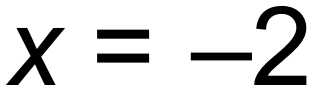 x = –2